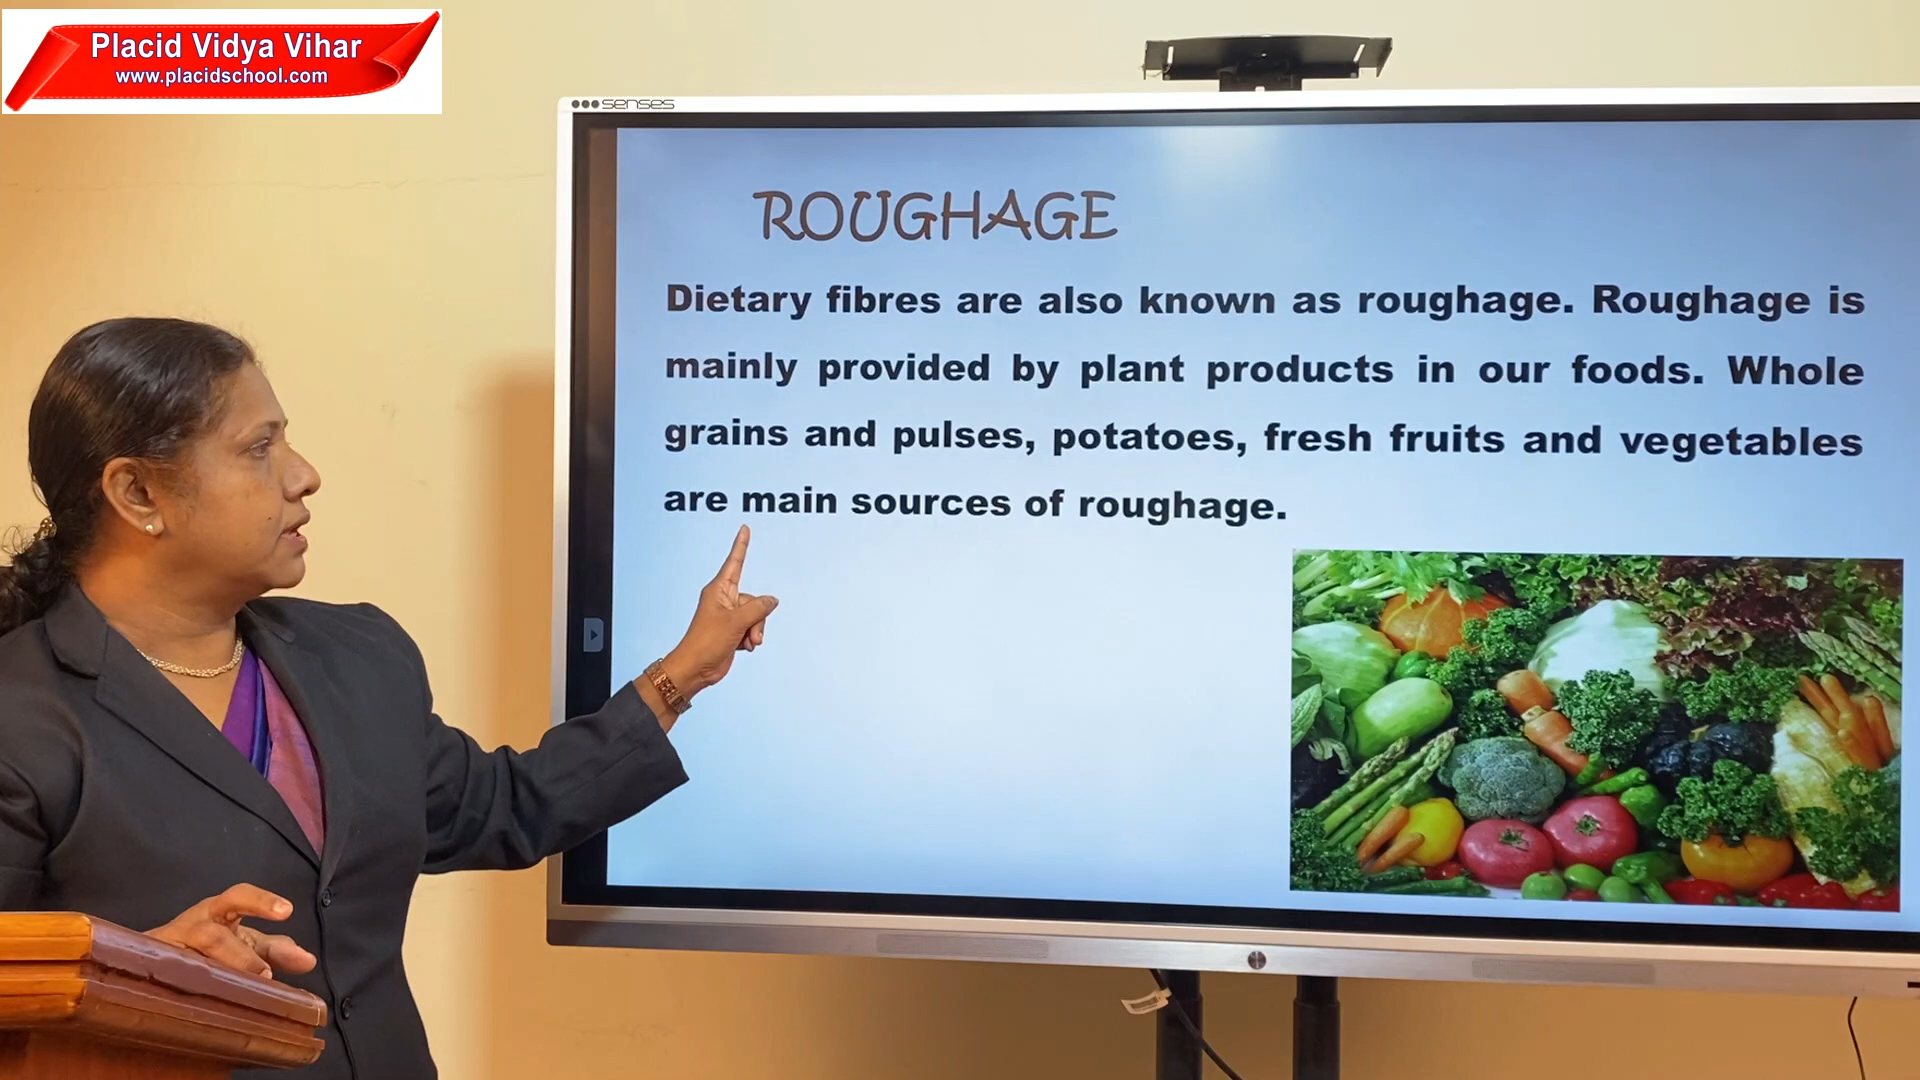 Placid Vidya Vihar
www.placidschool.com
senses
ROUGHAGE
Dietary fibres are also known as roughage. Roughage is
mainly provided by plant products in our foods. Whole
grains and pulses, potatoes, fresh fruits and vegetables
are main sources of roughage.